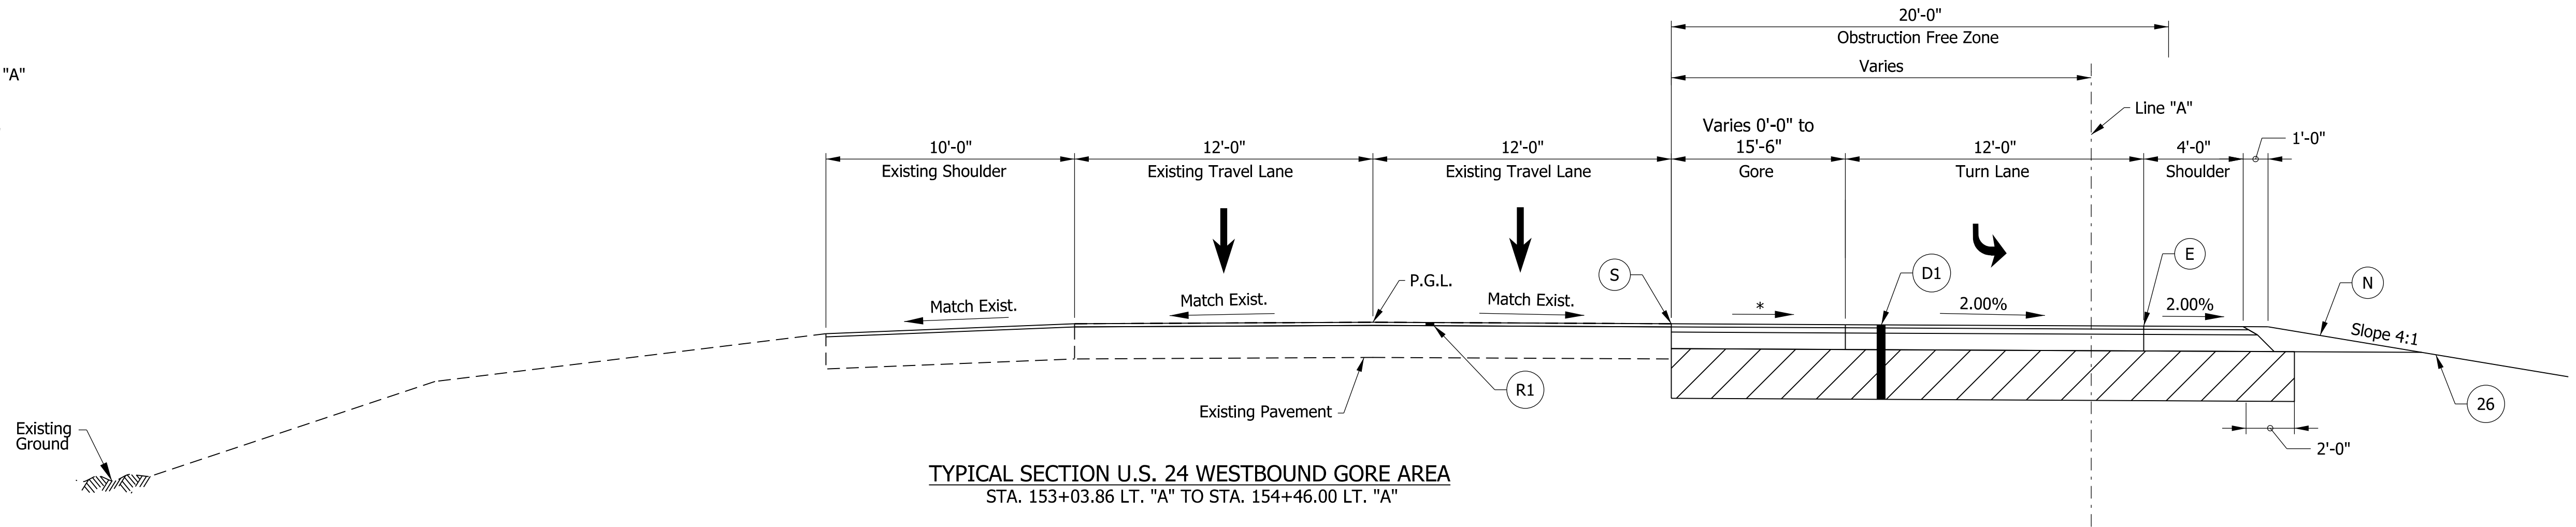 20'-0"
Obstruction Free Zone
"A"
Varies
Line "A"
Varies 0'-0" to
10'-0"
12'-0"
12'-0"
15'-6"
12'-0"
4'-0"
1'-0"
Existing Shoulder
Existing Travel Lane
Existing Travel Lane
Gore
Turn Lane
Shoulder
S
D1
E
N
P.G.L.
Match Exist.
Match Exist.
Match Exist.
*
2.00%
2.00%
Slope 4:1
R1
26
Existing Pavement
Existing
Ground
2'-0"
TYPICAL SECTION U.S. 24 WESTBOUND GORE AREA
STA. 153+03.86 LT. "A" TO STA. 154+46.00 LT. "A"